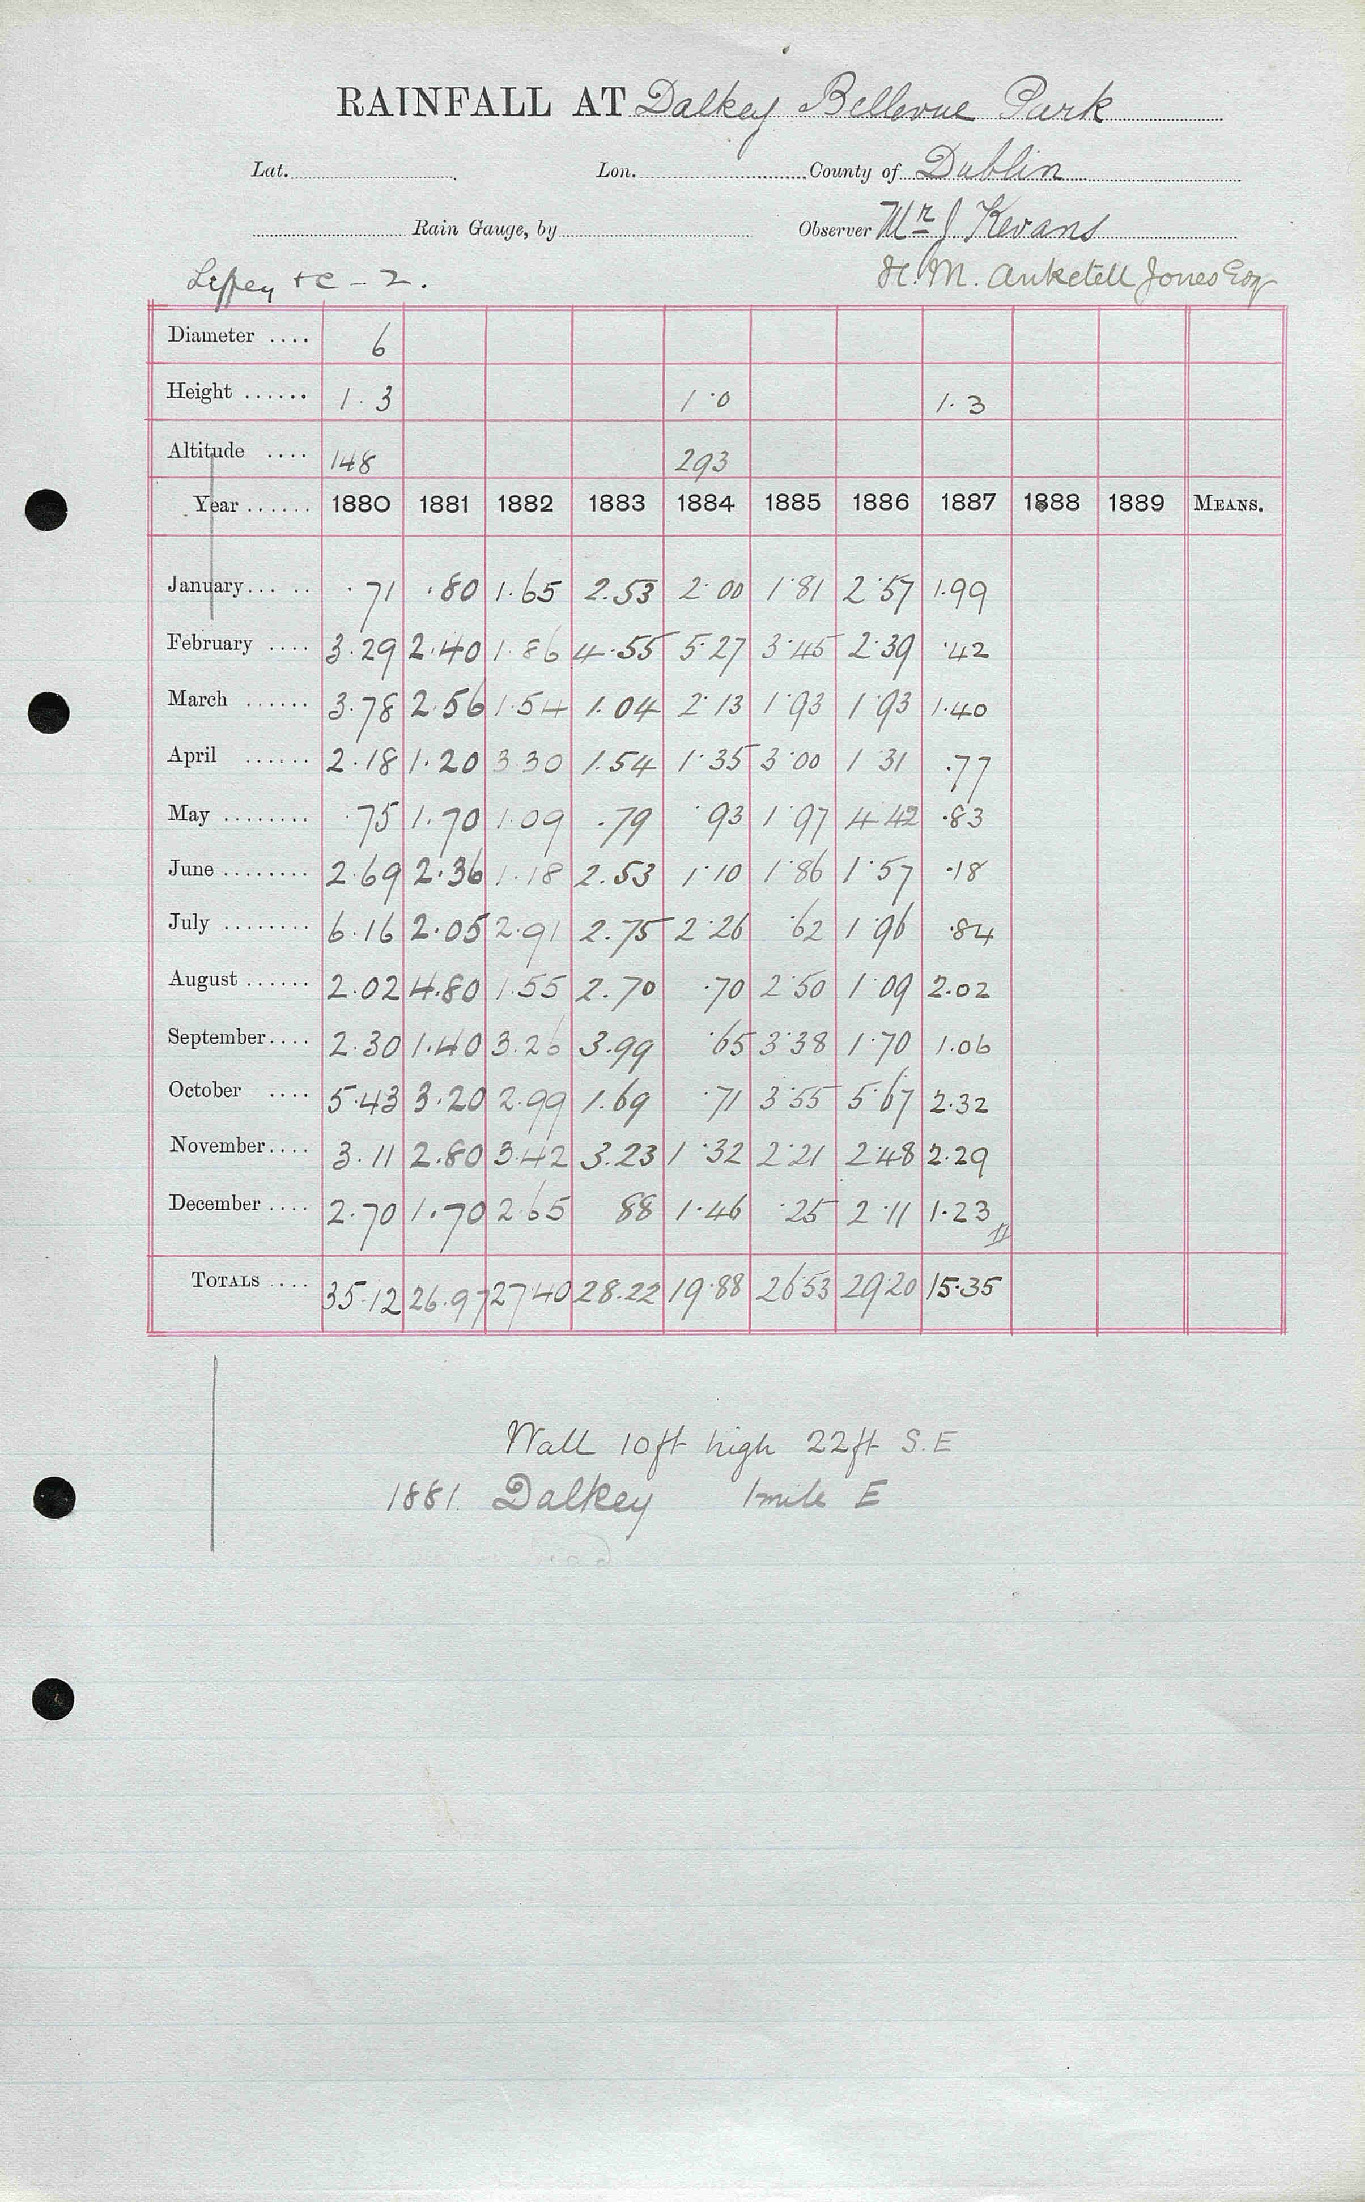 RAINFALL AT Dalkey Bellevue Park
Lat. Lon. County of Dublin
Rain Gauge, by Observer Mr J Kevans
Liffey &c - 2. H. M. Anketell Jones Esq
Diameter .... 6
Height ...... 1.3 1.0 1.3
Altitude .... 148 293
Year ...... 1880 1881 1882 1883 1884 1885 1886 1887 1888 1889 MEANS.
January ..... .71 .80 1.65 2.53 2.00 1.81 2.57 1.99
February .... 3.29 2.40 1.86 4.55 5.27 3.45 2.39 .42
March ...... 3.78 2.56 1.54 1.04 2.13 1.93 1.93 1.40
April ...... 2.18 1.20 3.30 1.54 1.35 3.00 1.31 .77
May ........ .75 1.70 1.09 .79 .93 1.97 4.42 .83
June ........ 2.69 2.36 1.18 2.53 1.10 1.86 1.57 .18
July ........ 6.16 2.05 2.91 2.75 2.26 .62 1.96 .84
August ...... 2.02 4.80 1.55 2.70 .70 2.50 1.09 2.02
September .... 2.30 1.40 3.26 3.99 .65 3.38 1.70 1.06
October .... 5.43 3.20 2.99 1.69 .71 3.55 5.67 2.32
November .... 3.11 2.80 3.42 3.23 1.32 2.21 2.48 2.29
December .... 2.70 1.70 2.65 88 1.46 .25 2.11 1.23
TOTALS .... 35.12 26.97 27.40 28.22 19.88 26.53 29.20 15.35
Wall 10ft high 22ft S.E
1881. Dalkey 1 mile E